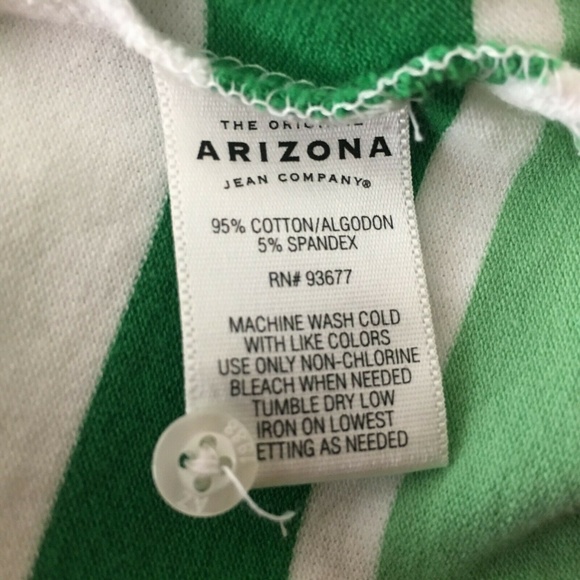 THE
ARIZONA
JEAN COMPANY®
95% COTTON/ALGODON
5% SPANDEX
RN# 93677
MACHINE WASH COLD
WITH LIKE COLORS
USE ONLY NON-CHLORINE
BLEACH WHEN NEEDED
TUMBLE DRY LOW
IRON ON LOWEST
ETTING AS NEEDED